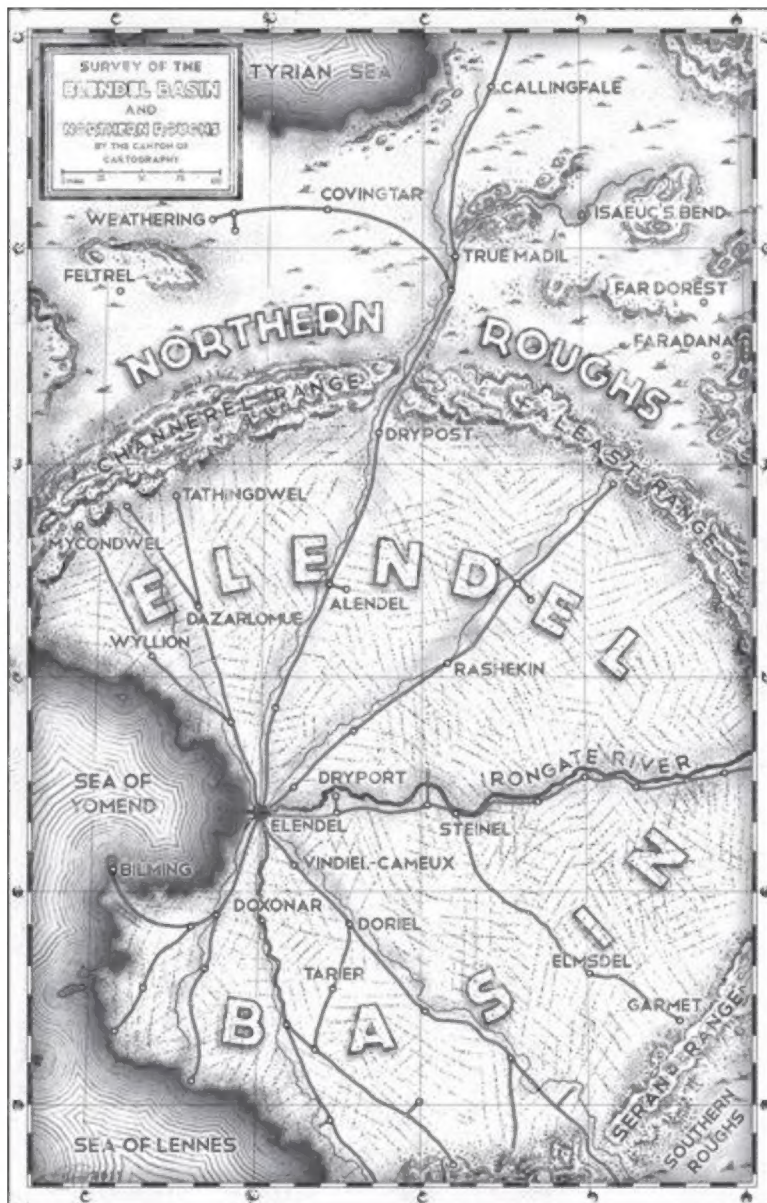 SURVEY OF THE
ELENDEL BASIN
AND
NORTHERN ROUGHS
BY THE CANTON OF
CARTOGRAPHY
TYRIAN SEA
CALLINGFALE
COVINGTAR
WEATHERING
ISAEUC'S BEND
TRUE MADIL
FELTREL
FAR DOREST
NORTHERN
ROUGHS
FARADANA
CHANNEREL RANGE
FALEAST RANGE
DRYPOST
TATHINGDWEL
MYCONDWEL
ELENDEL
ALENDEL
DAZARLOMUE
WYLLION
RASHEKIN
IRONGATE RIVER
SEA OF
YOMEND
DRYPORT
ELENDEL
STEINEL
VINDIEL-CAMEUX
BILMING
DOXONAR
DORIEL
BASIN
TARIER
ELMSDEL
GARMET
SERAN RANGE
SOUTHERN
ROUGHS
SEA OF LENNES